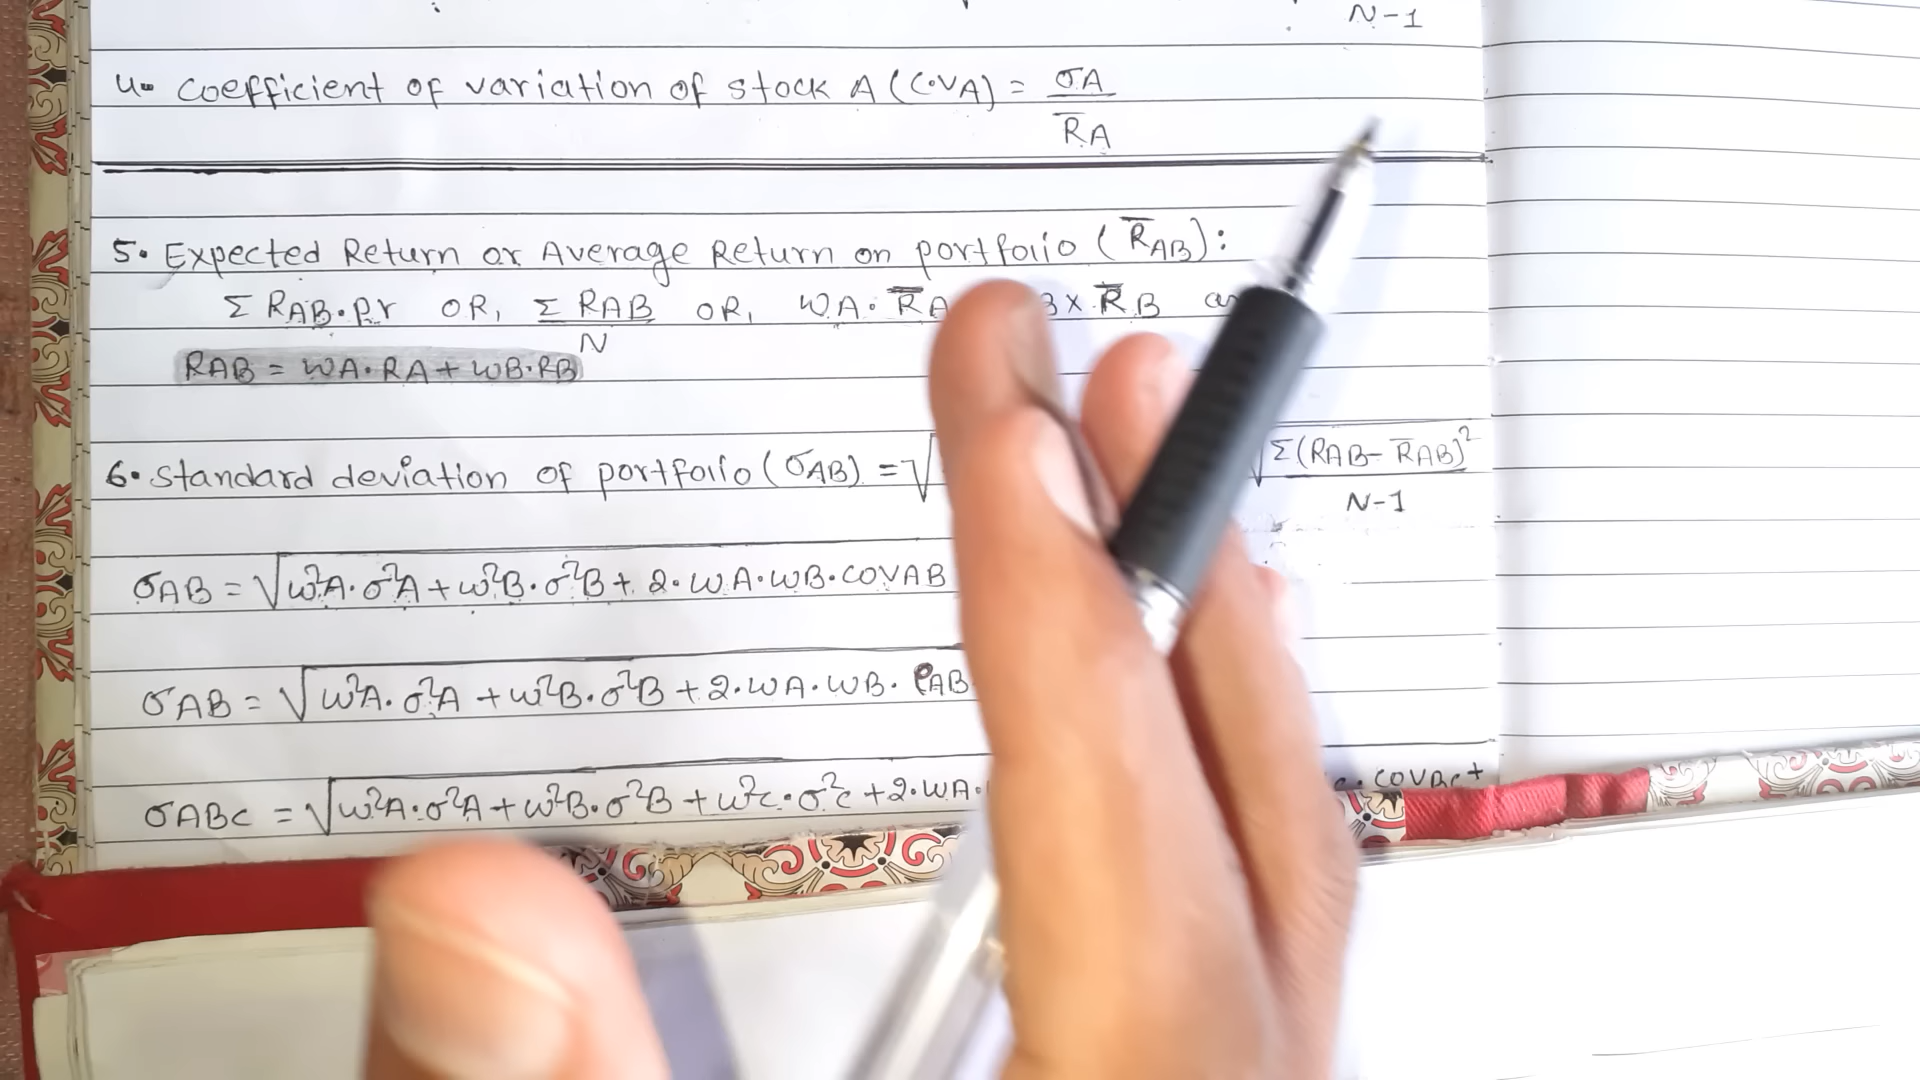 N-1
4. Coefficient of variation of stock A (C.VA) = σA / R̅A
5. Expected Return or Average Return on portfolio (R̅AB):
Σ RAB.Pr OR, Σ RAB / N OR, WA. R̅A B x R̅B
RAB = WA.RA + WB.RB
6. Standard deviation of portfolio (σAB) = √ √ Σ(RAB - R̅AB)² / N-1
σAB = √ W²A.σ²A + W²B.σ²B + 2.WA.WB.COVAB
σAB = √ W²A.σ²A + W²B.σ²B + 2.WA.WB. ρAB
σABC = √ W²A.σ²A + W²B.σ²B + W²C.σ²C + 2.WA. C.COVBC +